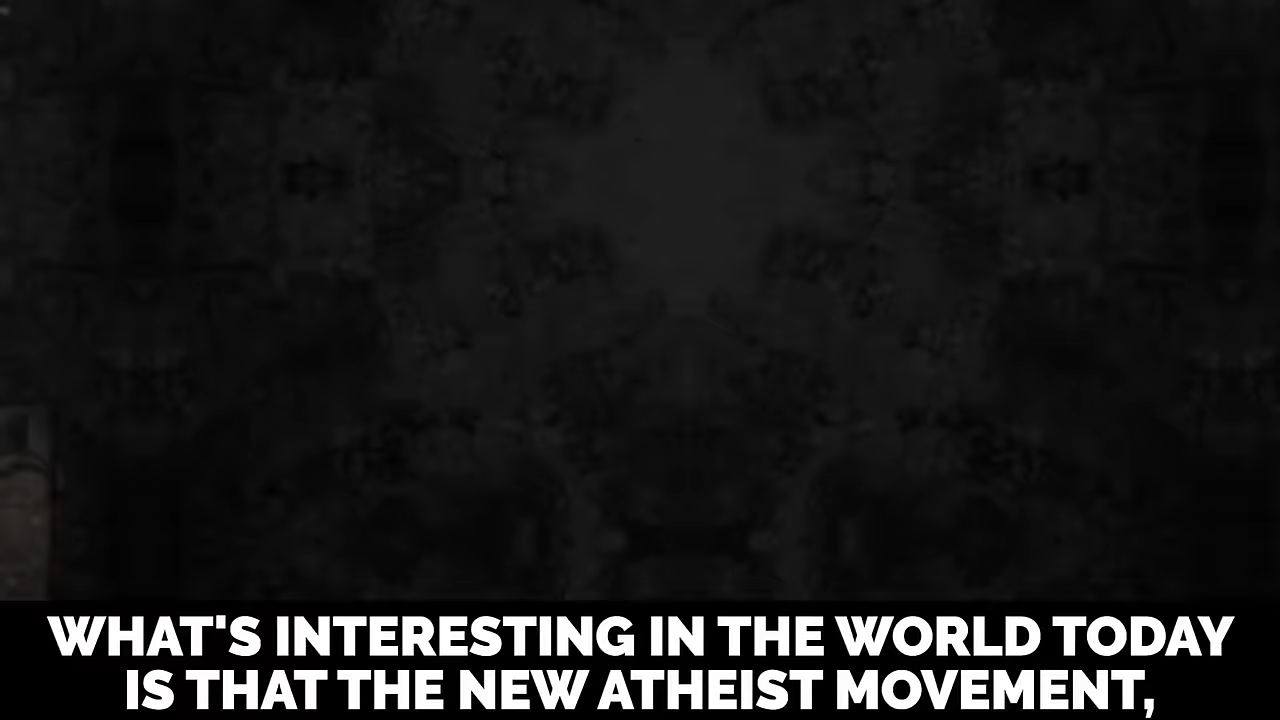 WHAT'S INTERESTING IN THE WORLD TODAY
IS THAT THE NEW ATHEIST MOVEMENT,